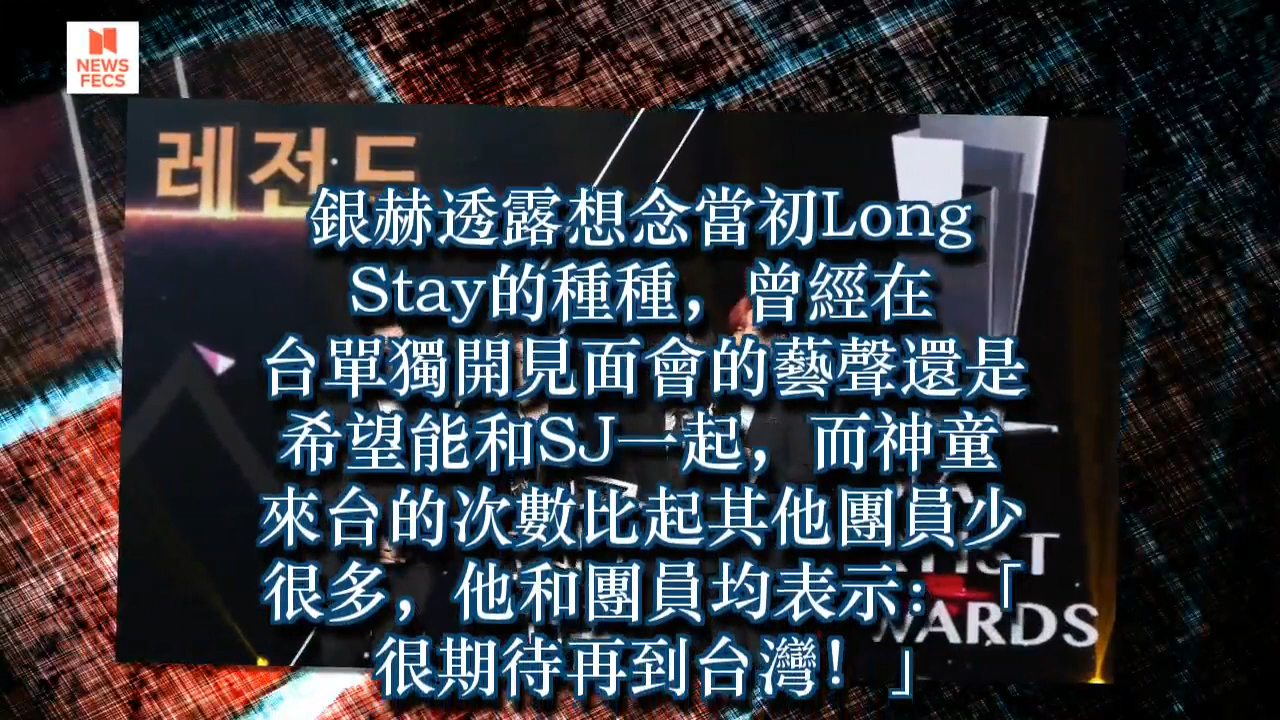 NEWS
FECS
레전드
銀赫透露想念當初Long
Stay的種種，曾經在
台單獨開見面會的藝聲還是
希望能和SJ一起，而神童
來台的次數比起其他團員少
很多，他和團員均表示：「
很期待再到台灣！」
WARDS